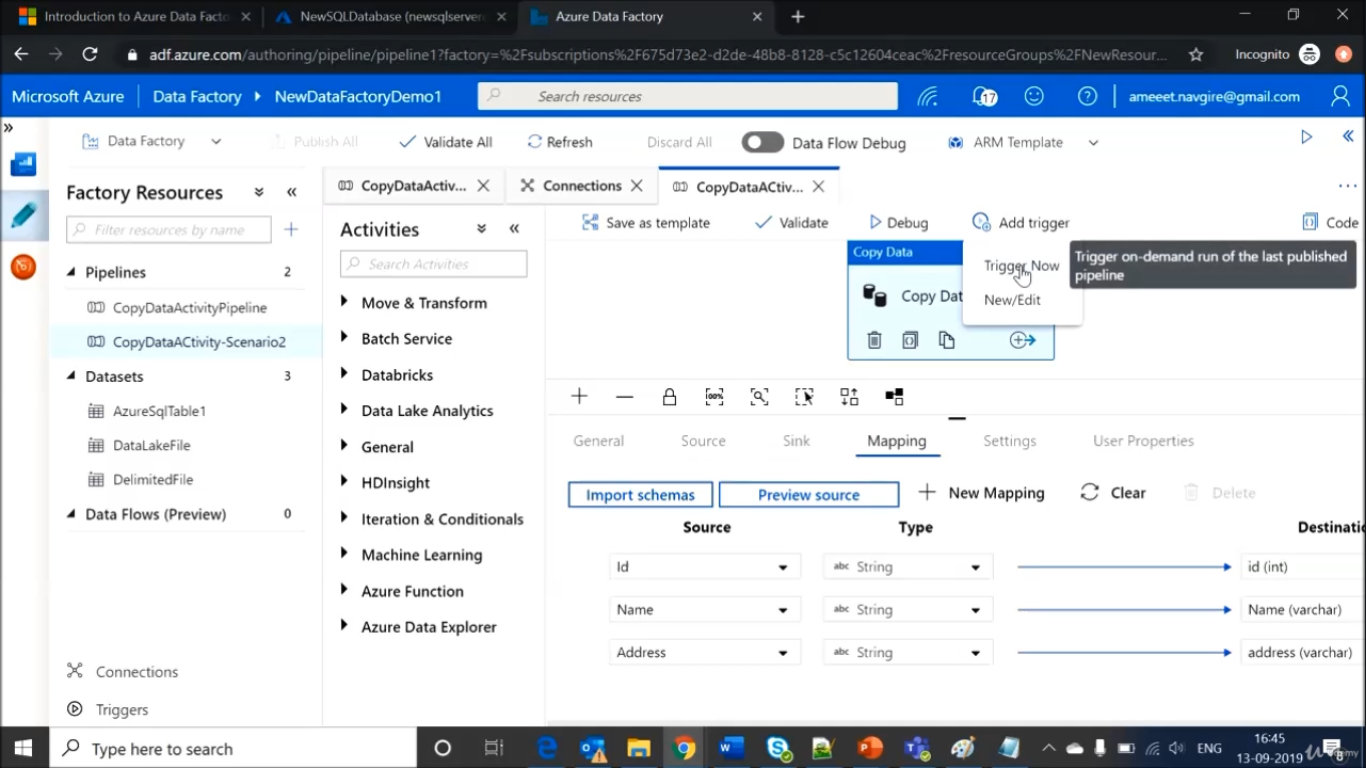 Introduction to Azure Data Facto
NewSQLDatabase (newsqlserver
Azure Data Factory
adf.azure.com/authoring/pipeline/pipeline1?factory=%2Fsubscriptions%2F675d73e2-d2de-48b8-8128-c5c12604ceac%2FresourceGroups%2FNewResour...
Incognito
Microsoft Azure
Data Factory
NewDataFactoryDemo1
Search resources
17
ameeet.navgire@gmail.com
Data Factory
Publish All
Validate All
Refresh
Discard All
Data Flow Debug
ARM Template
Factory Resources
Filter resources by name
Pipelines 2
CopyDataActivityPipeline
CopyDataACtivity-Scenario2
Datasets 3
AzureSqlTable1
DataLakeFile
DelimitedFile
Data Flows (Preview) 0
Connections
Triggers
CopyDataActiv...
Connections
CopyDataACtiv...
Activities
Search Activities
Move & Transform
Batch Service
Databricks
Data Lake Analytics
General
HDInsight
Iteration & Conditionals
Machine Learning
Azure Function
Azure Data Explorer
Save as template
Validate
Debug
Add trigger
Code
Copy Data
Copy Dat
Trigger Now
New/Edit
Trigger on-demand run of the last published
pipeline
100%
General
Source
Sink
Mapping
Settings
User Properties
Import schemas
Preview source
New Mapping
Clear
Delete
Source
Type
Destinatio
Id
abc String
id (int)
Name
abc String
Name (varchar)
Address
abc String
address (varchar)
Type here to search
ENG
16:45
13-09-2019
8